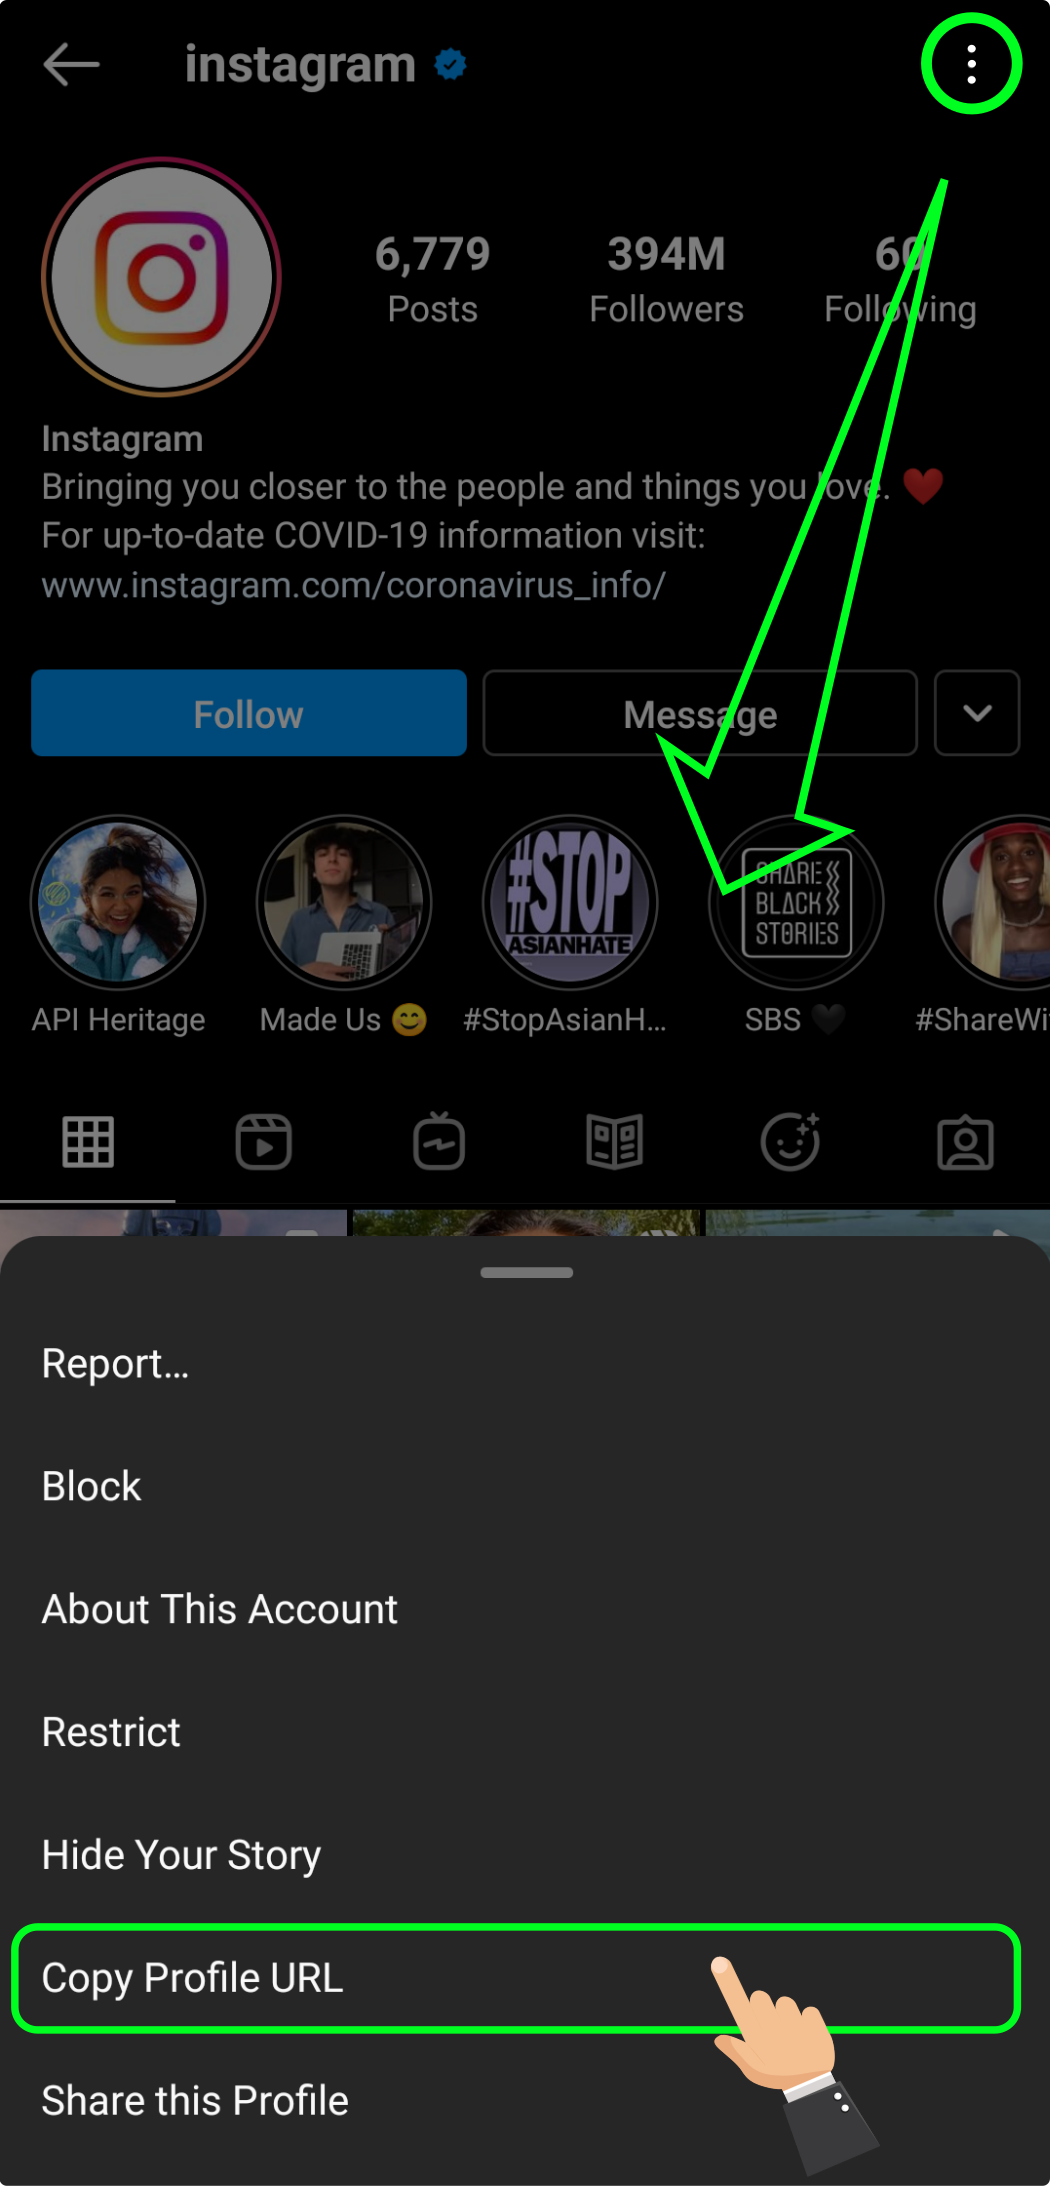 instagram
6,779
394M
60
Posts
Followers
Following
Instagram
Bringing you closer to the people and things you love. ❤️
For up-to-date COVID-19 information visit:
www.instagram.com/coronavirus_info/
Follow
Message
#STOP
ASIANHATE
SHARE
BLACK
STORIES
API Heritage
Made Us 😊
#StopAsianH...
SBS 🖤
#ShareWi
Report...
Block
About This Account
Restrict
Hide Your Story
Copy Profile URL
Share this Profile